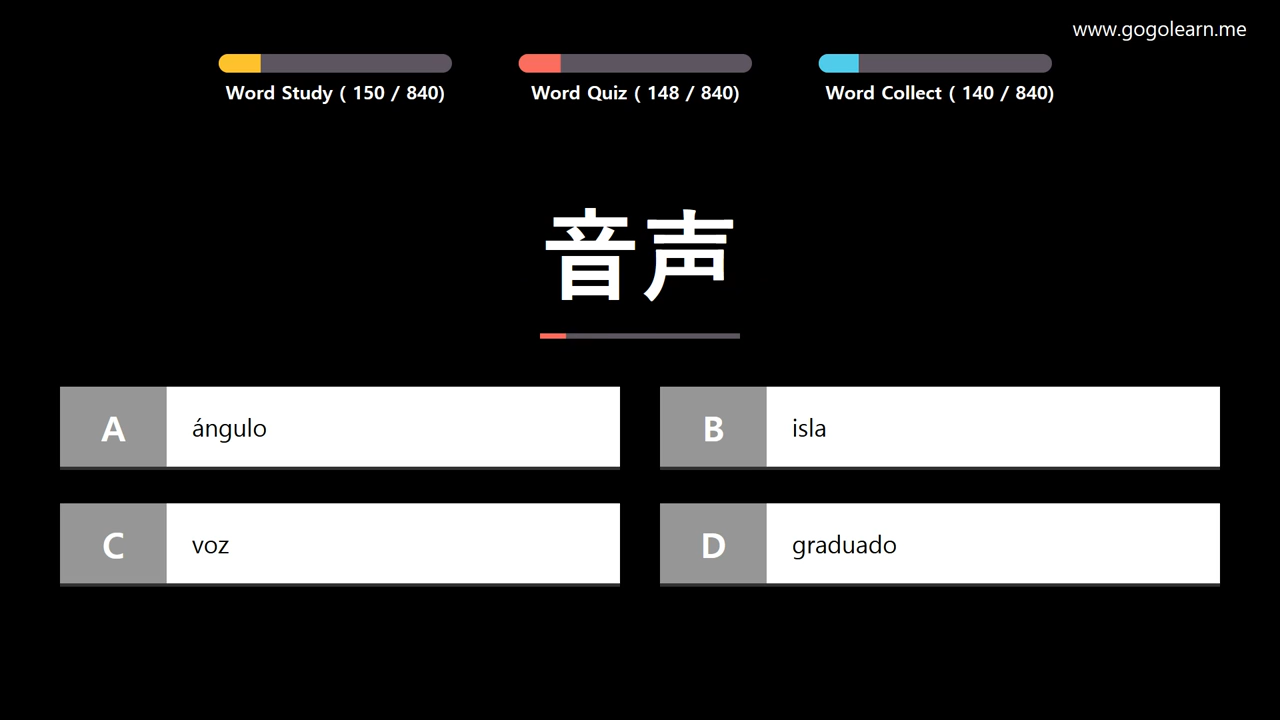 www.gogolearn.me
Word Study ( 150 / 840)
Word Quiz ( 148 / 840)
Word Collect ( 140 / 840)
音声
A ángulo
B isla
C voz
D graduado